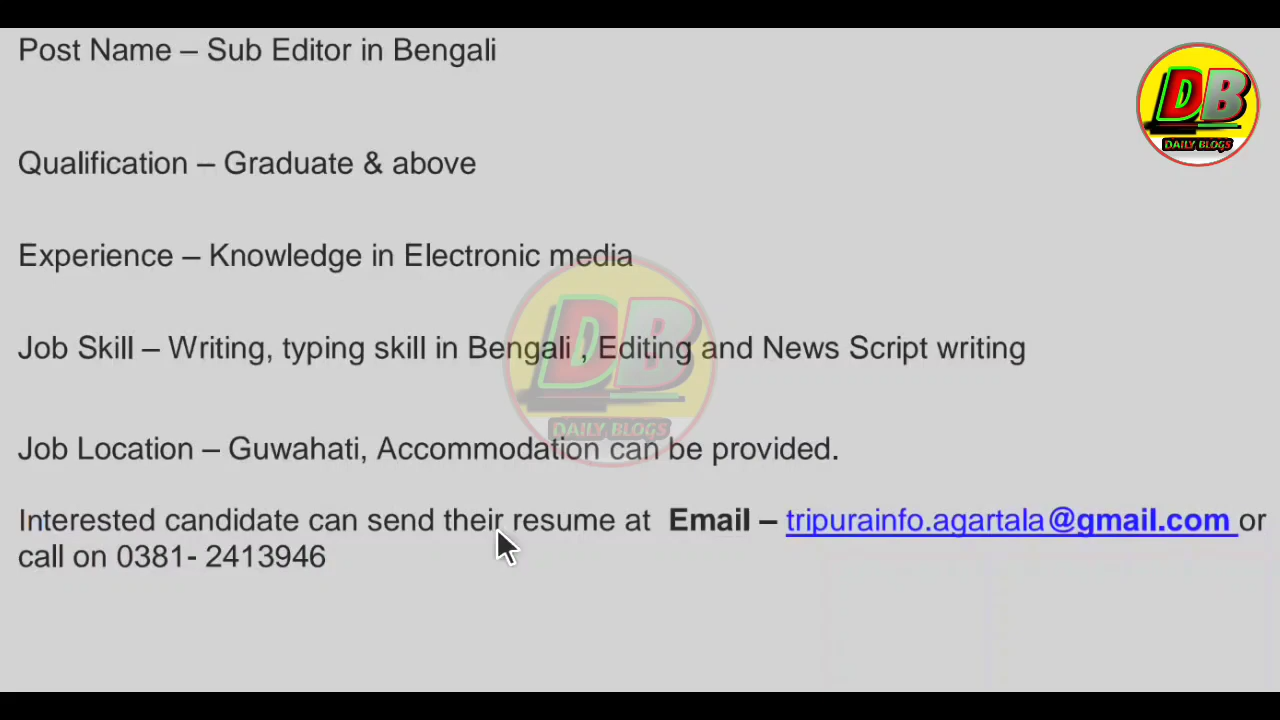 Post Name – Sub Editor in Bengali
DB
DAILY BLOGS
Qualification – Graduate & above
Experience – Knowledge in Electronic media
Job Skill – Writing, typing skill in Bengali , Editing and News Script writing
DB
DAILY BLOGS
Job Location – Guwahati, Accommodation can be provided.
Interested candidate can send their resume at Email – tripurainfo.agartala@gmail.com or
call on 0381- 2413946